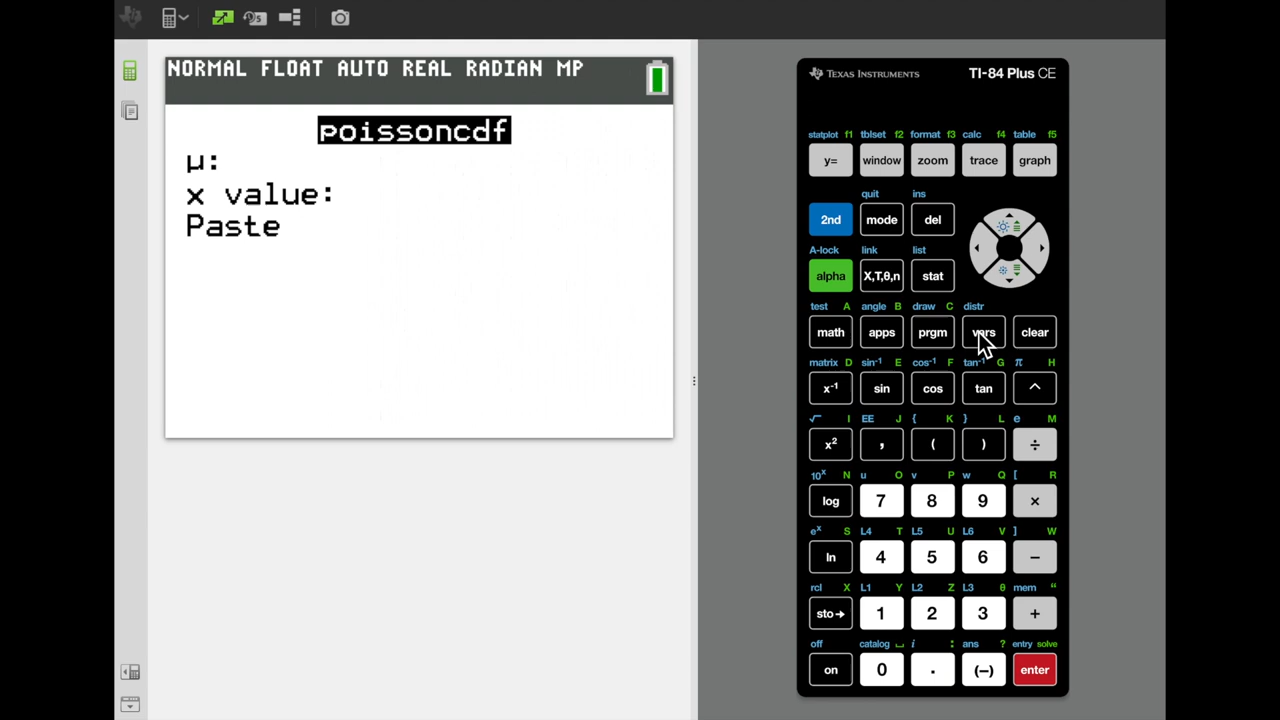 NORMAL FLOAT AUTO REAL RADIAN MP
poissoncdf
μ:
x value:
Paste
TEXAS INSTRUMENTS TI-84 Plus CE
statplot f1 tblset f2 format f3 calc f4 table f5
y= window zoom trace graph
quit ins
2nd mode del
A-lock link list
alpha X,T,θ,n stat
test A angle B draw C distr
math apps prgm vars clear
matrix D sin⁻¹ E cos⁻¹ F tan⁻¹ G π H
x⁻¹ sin cos tan ^
√ I EE J { K } L e M
x² , ( ) ÷
10ˣ N u O v P w Q [ R
log 7 8 9 ×
eˣ S L4 T L5 U L6 V ] W
ln 4 5 6 −
rcl X L1 Y L2 Z L3 θ mem “
sto→ 1 2 3 +
off catalog ⎵ i : ans ? entry solve
on 0 . (−) enter